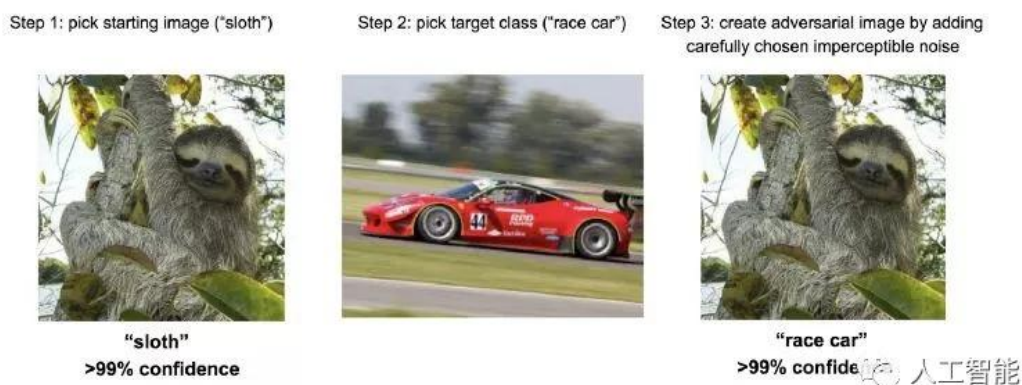 Step 1: pick starting image ("sloth")
Step 2: pick target class ("race car")
Step 3: create adversarial image by adding
carefully chosen imperceptible noise
44
"sloth"
>99% confidence
"race car"
>99% confide
人工智能